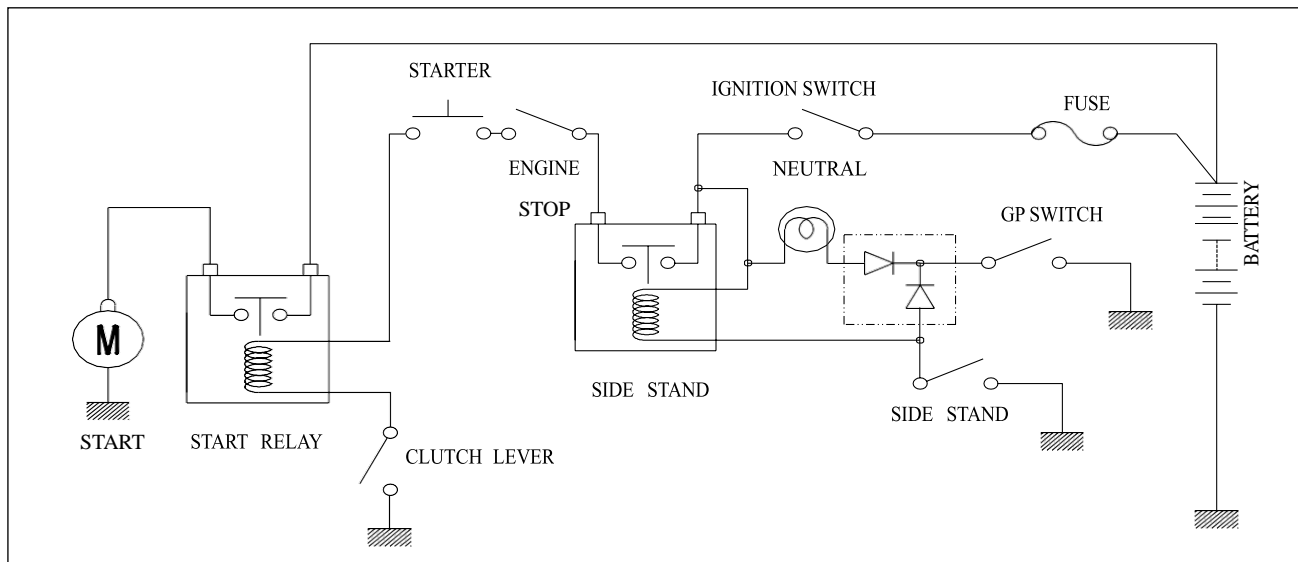 STARTER
IGNITION SWITCH
FUSE
ENGINE
STOP
NEUTRAL
GP SWITCH
BATTERY
M
START
START RELAY
CLUTCH LEVER
SIDE STAND
SIDE STAND